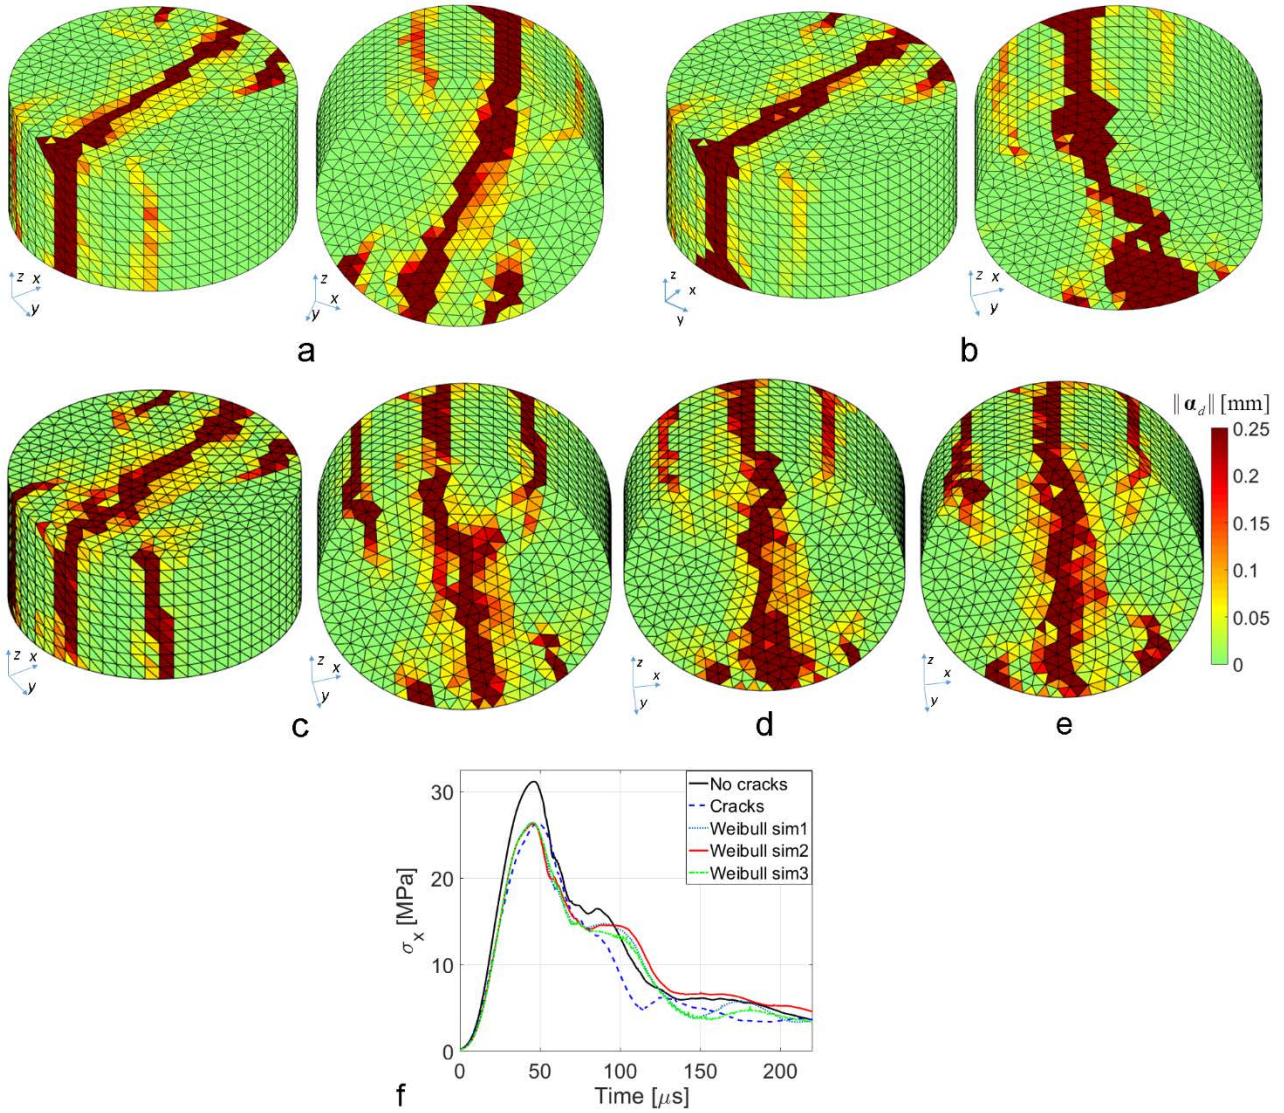 z
x
y
z
x
y
a
z
x
y
z
x
y
b
z
x
y
z
x
y
c
z
x
y
d
z
x
y
e
‖ α_d ‖ [mm]
0.25
0.2
0.15
0.1
0.05
0
30
20
10
0
σx [MPa]
No cracks
Cracks
Weibull sim1
Weibull sim2
Weibull sim3
0 50 100 150 200
Time [μs]
f